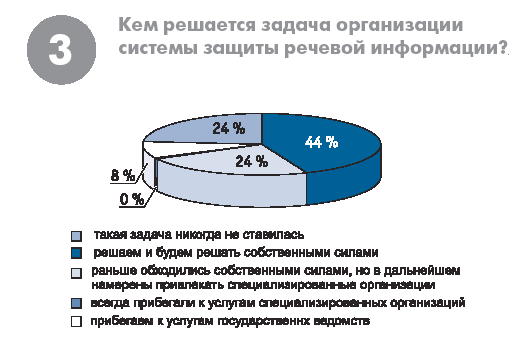 3
Кем решается задача организации
системы защиты речевой информации?
24 %
44 %
24 %
8 %
0 %
такая задача никогда не ставилась
решаем и будем решать собственными силами
раньше обходились собственными силами, но в дальнейшем
намерены привлекать специализированные организации
всегда прибегали к услугам специализированных организаций
прибегаем к услугам государственнх ведомств